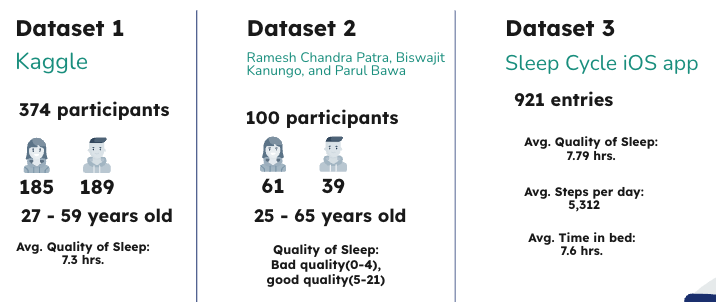 Dataset 1
Kaggle
374 participants
185 189
27 - 59 years old
Avg. Quality of Sleep:
7.3 hrs.
Dataset 2
Ramesh Chandra Patra, Biswajit
Kanungo, and Parul Bawa
100 participants
61 39
25 - 65 years old
Quality of Sleep:
Bad quality(0-4),
good quality(5-21)
Dataset 3
Sleep Cycle iOS app
921 entries
Avg. Quality of Sleep:
7.79 hrs.
Avg. Steps per day:
5,312
Avg. Time in bed:
7.6 hrs.